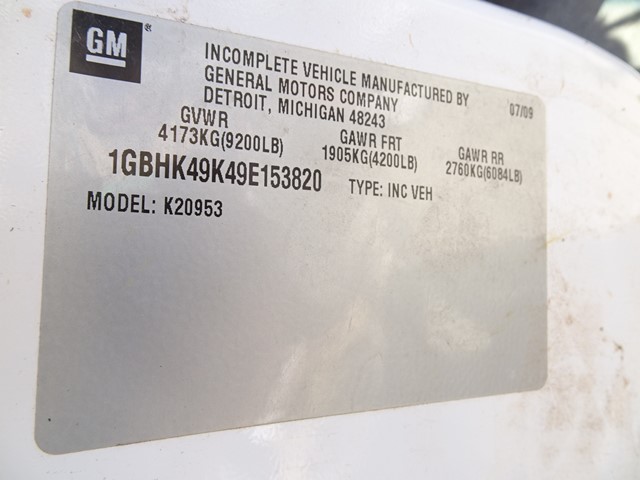 GM
INCOMPLETE VEHICLE MANUFACTURED BY
GENERAL MOTORS COMPANY
DETROIT, MICHIGAN 48243
07/09
GVWR GAWR FRT GAWR RR
4173KG(9200LB) 1905KG(4200LB) 2760KG(6084LB)
1GBHK49K49E153820 TYPE: INC VEH
MODEL: K20953